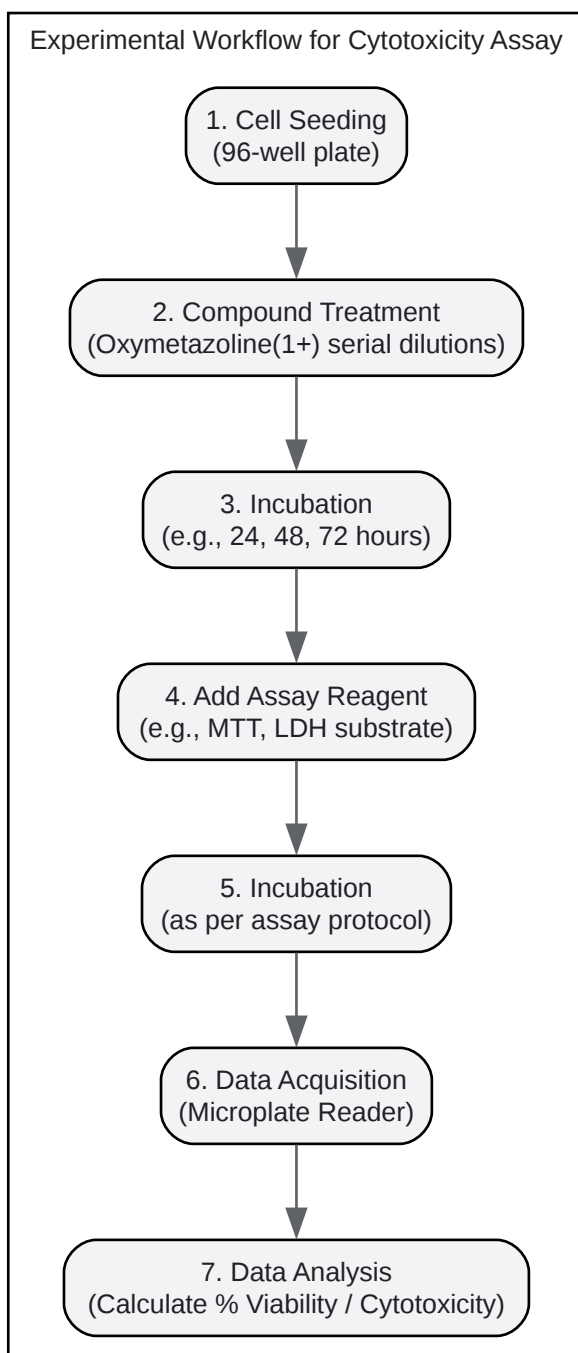 Experimental Workflow for Cytotoxicity Assay
1. Cell Seeding
(96-well plate)
2. Compound Treatment
(Oxymetazoline(1+) serial dilutions)
3. Incubation
(e.g., 24, 48, 72 hours)
4. Add Assay Reagent
(e.g., MTT, LDH substrate)
5. Incubation
(as per assay protocol)
6. Data Acquisition
(Microplate Reader)
7. Data Analysis
(Calculate % Viability / Cytotoxicity)